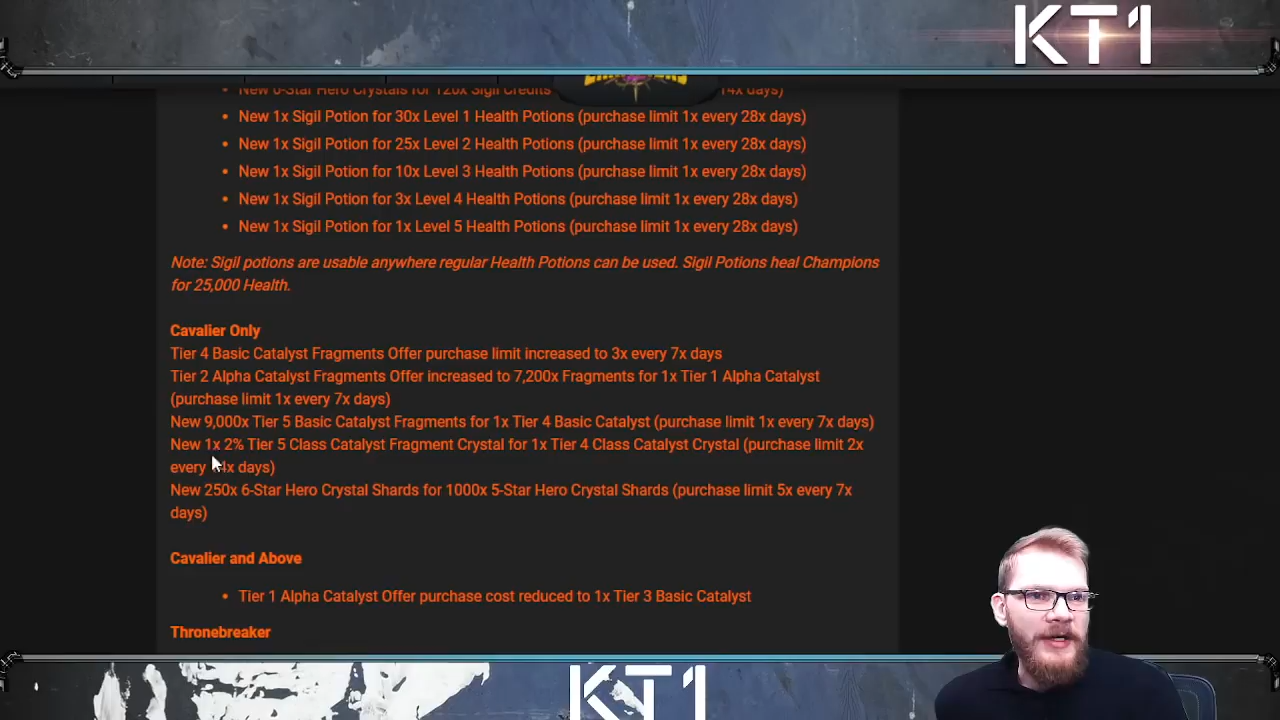 KT1
New 6-Star Hero Crystals for 120x Sigil Credits 14x days)
New 1x Sigil Potion for 30x Level 1 Health Potions (purchase limit 1x every 28x days)
New 1x Sigil Potion for 25x Level 2 Health Potions (purchase limit 1x every 28x days)
New 1x Sigil Potion for 10x Level 3 Health Potions (purchase limit 1x every 28x days)
New 1x Sigil Potion for 3x Level 4 Health Potions (purchase limit 1x every 28x days)
New 1x Sigil Potion for 1x Level 5 Health Potions (purchase limit 1x every 28x days)
Note: Sigil potions are usable anywhere regular Health Potions can be used. Sigil Potions heal Champions
for 25,000 Health.
Cavalier Only
Tier 4 Basic Catalyst Fragments Offer purchase limit increased to 3x every 7x days
Tier 2 Alpha Catalyst Fragments Offer increased to 7,200x Fragments for 1x Tier 1 Alpha Catalyst
(purchase limit 1x every 7x days)
New 9,000x Tier 5 Basic Catalyst Fragments for 1x Tier 4 Basic Catalyst (purchase limit 1x every 7x days)
New 1x 2% Tier 5 Class Catalyst Fragment Crystal for 1x Tier 4 Class Catalyst Crystal (purchase limit 2x
every 14x days)
New 250x 6-Star Hero Crystal Shards for 1000x 5-Star Hero Crystal Shards (purchase limit 5x every 7x
days)
Cavalier and Above
Tier 1 Alpha Catalyst Offer purchase cost reduced to 1x Tier 3 Basic Catalyst
Thronebreaker
KT1